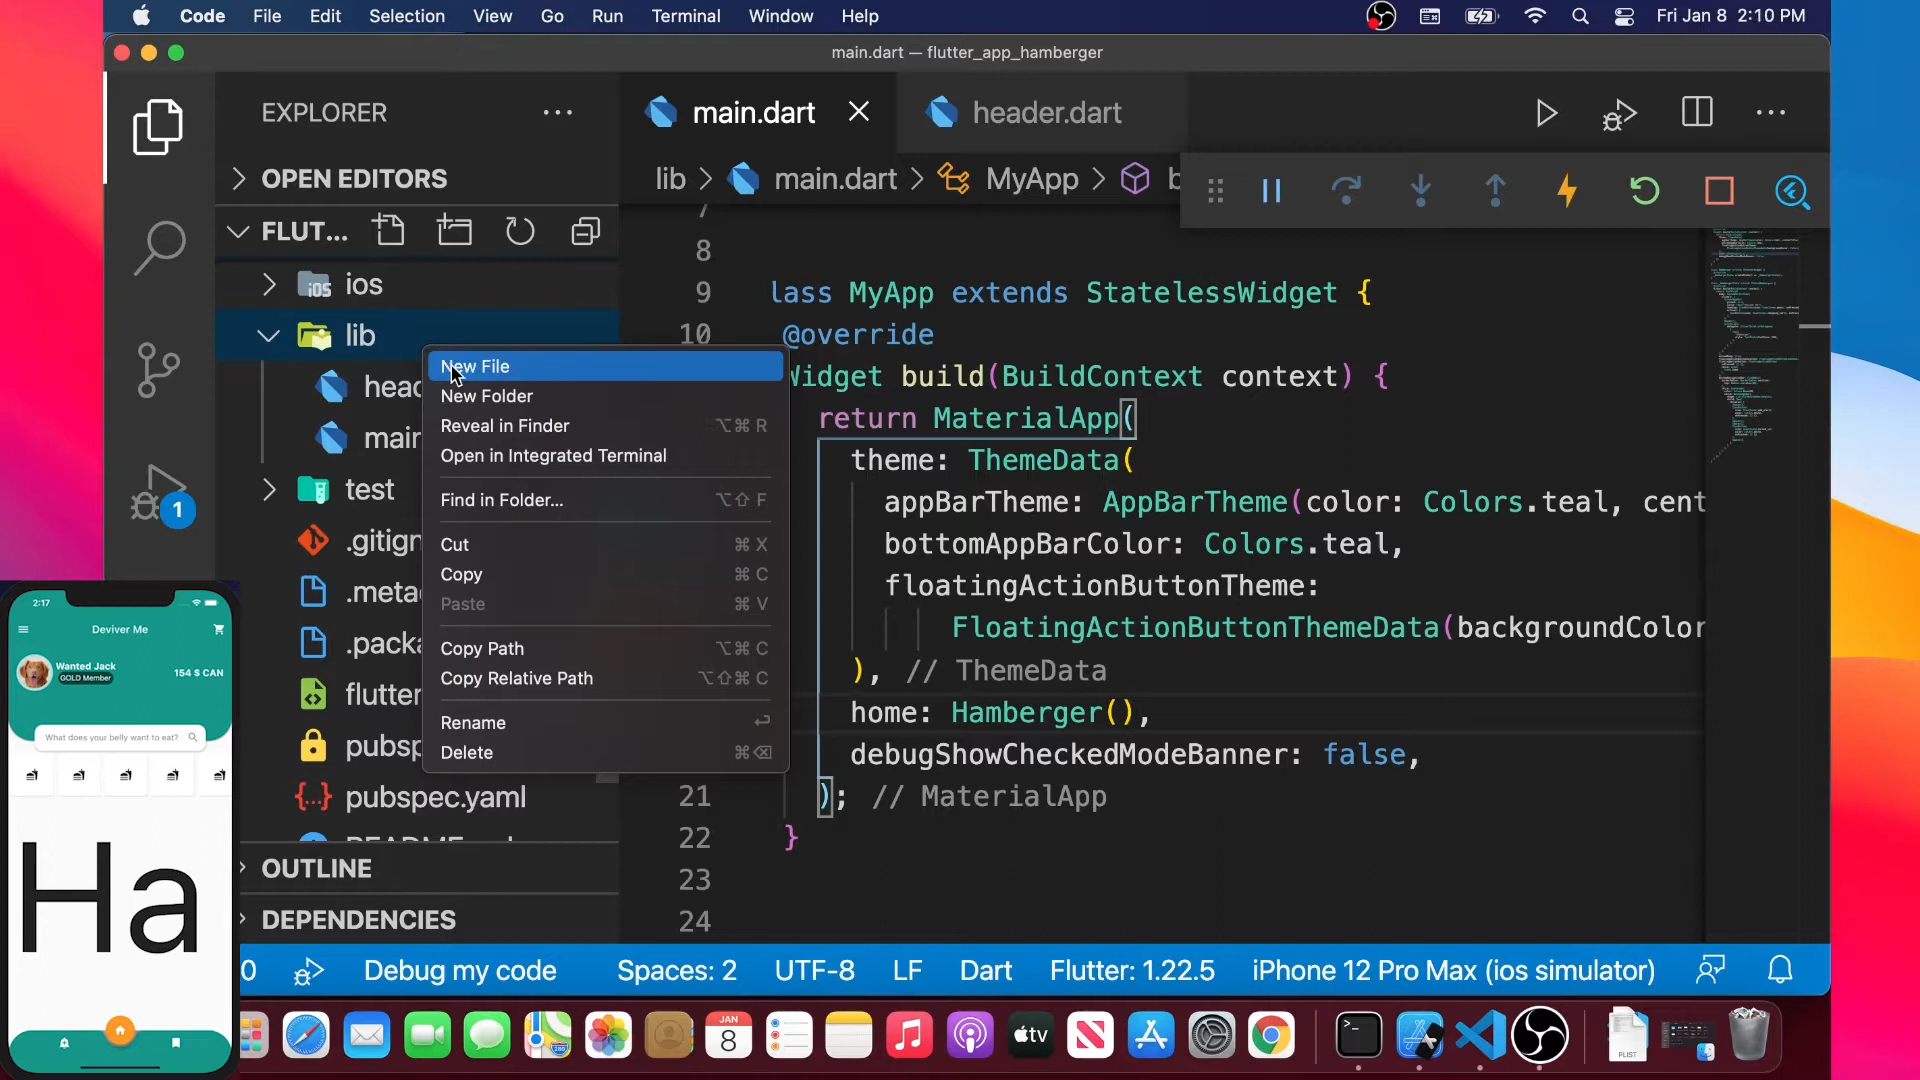 Code File Edit Selection View Go Run Terminal Window Help
Fri Jan 8 2:10 PM
main.dart — flutter_app_hamberger
EXPLORER
OPEN EDITORS
FLUT...
ios
lib
test
pubspec.yaml
OUTLINE
DEPENDENCIES
New File
New Folder
Reveal in Finder ⌥⌘ R
Open in Integrated Terminal
Find in Folder... ⌥⇧ F
Cut ⌘ X
Copy ⌘ C
Paste ⌘ V
Copy Path ⌥⌘ C
Copy Relative Path ⌥⇧⌘ C
Rename ⏎
Delete ⌘⌫
main.dart
header.dart
lib > main.dart > MyApp > b
7
8
9 lass MyApp extends StatelessWidget {
10 @override
Widget build(BuildContext context) {
return MaterialApp(
theme: ThemeData(
appBarTheme: AppBarTheme(color: Colors.teal, cent
bottomAppBarColor: Colors.teal,
floatingActionButtonTheme:
FloatingActionButtonThemeData(backgroundColor
), // ThemeData
home: Hamberger(),
debugShowCheckedModeBanner: false,
21 ); // MaterialApp
22 }
23
24
1
2:17
Deviver Me
Wanted Jack
GOLD Member
154 $ CAN
What does your belly want to eat?
Ha
0 Debug my code Spaces: 2 UTF-8 LF Dart Flutter: 1.22.5 iPhone 12 Pro Max (ios simulator)
JAN
8
280
tv
PLIST